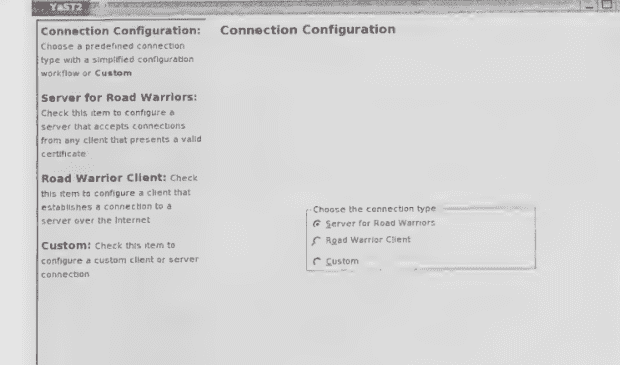 YaST2
Connection Configuration:
Choose a predefined connection
type with a simplified configuration
workflow or Custom
Server for Road Warriors:
Check this item to configure a
server that accepts connections
from any client that presents a valid
certificate.
Road Warrior Client: Check
this item to configure a client that
establishes a connection to a
server over the Internet
Custom: Check this item to
configure a custom client or server
connection
Connection Configuration
Choose the connection type
Server for Road Warriors
Road Warrior Client
Custom